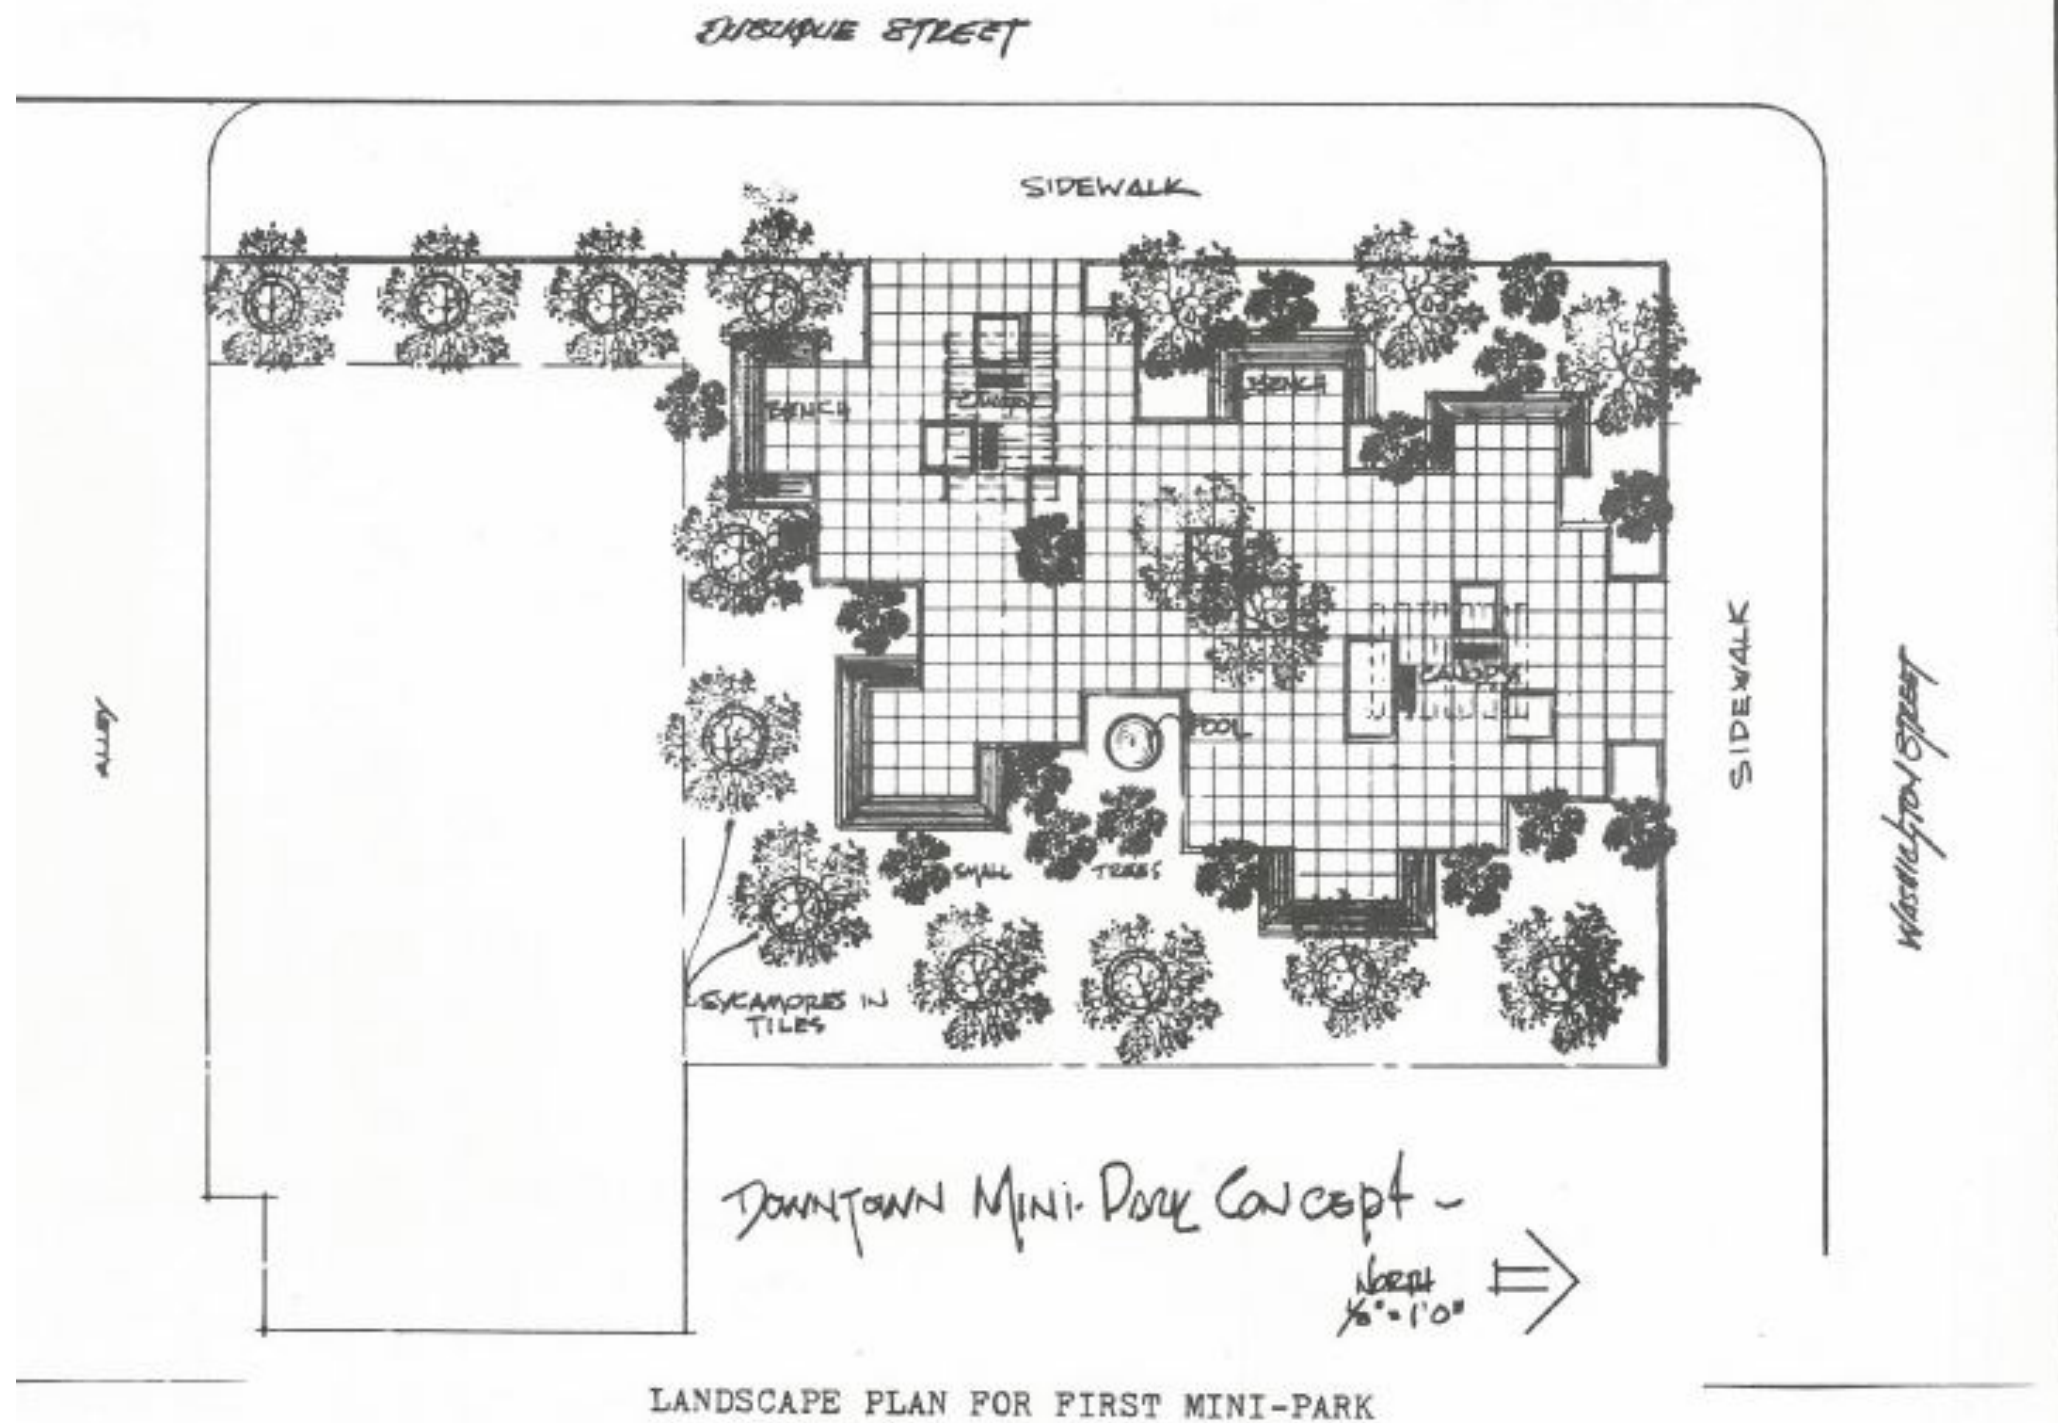 DUBUQUE STREET
SIDEWALK
BENCH
CANOPY
BENCH
CANOPY
POOL
SIDEWALK
WASHINGTON STREET
ALLEY
SMALL TREES
SYCAMORES IN
TILES
DOWNTOWN MINI-PARK CONCEPT -
NORTH
1/8" = 1'0"
LANDSCAPE PLAN FOR FIRST MINI-PARK